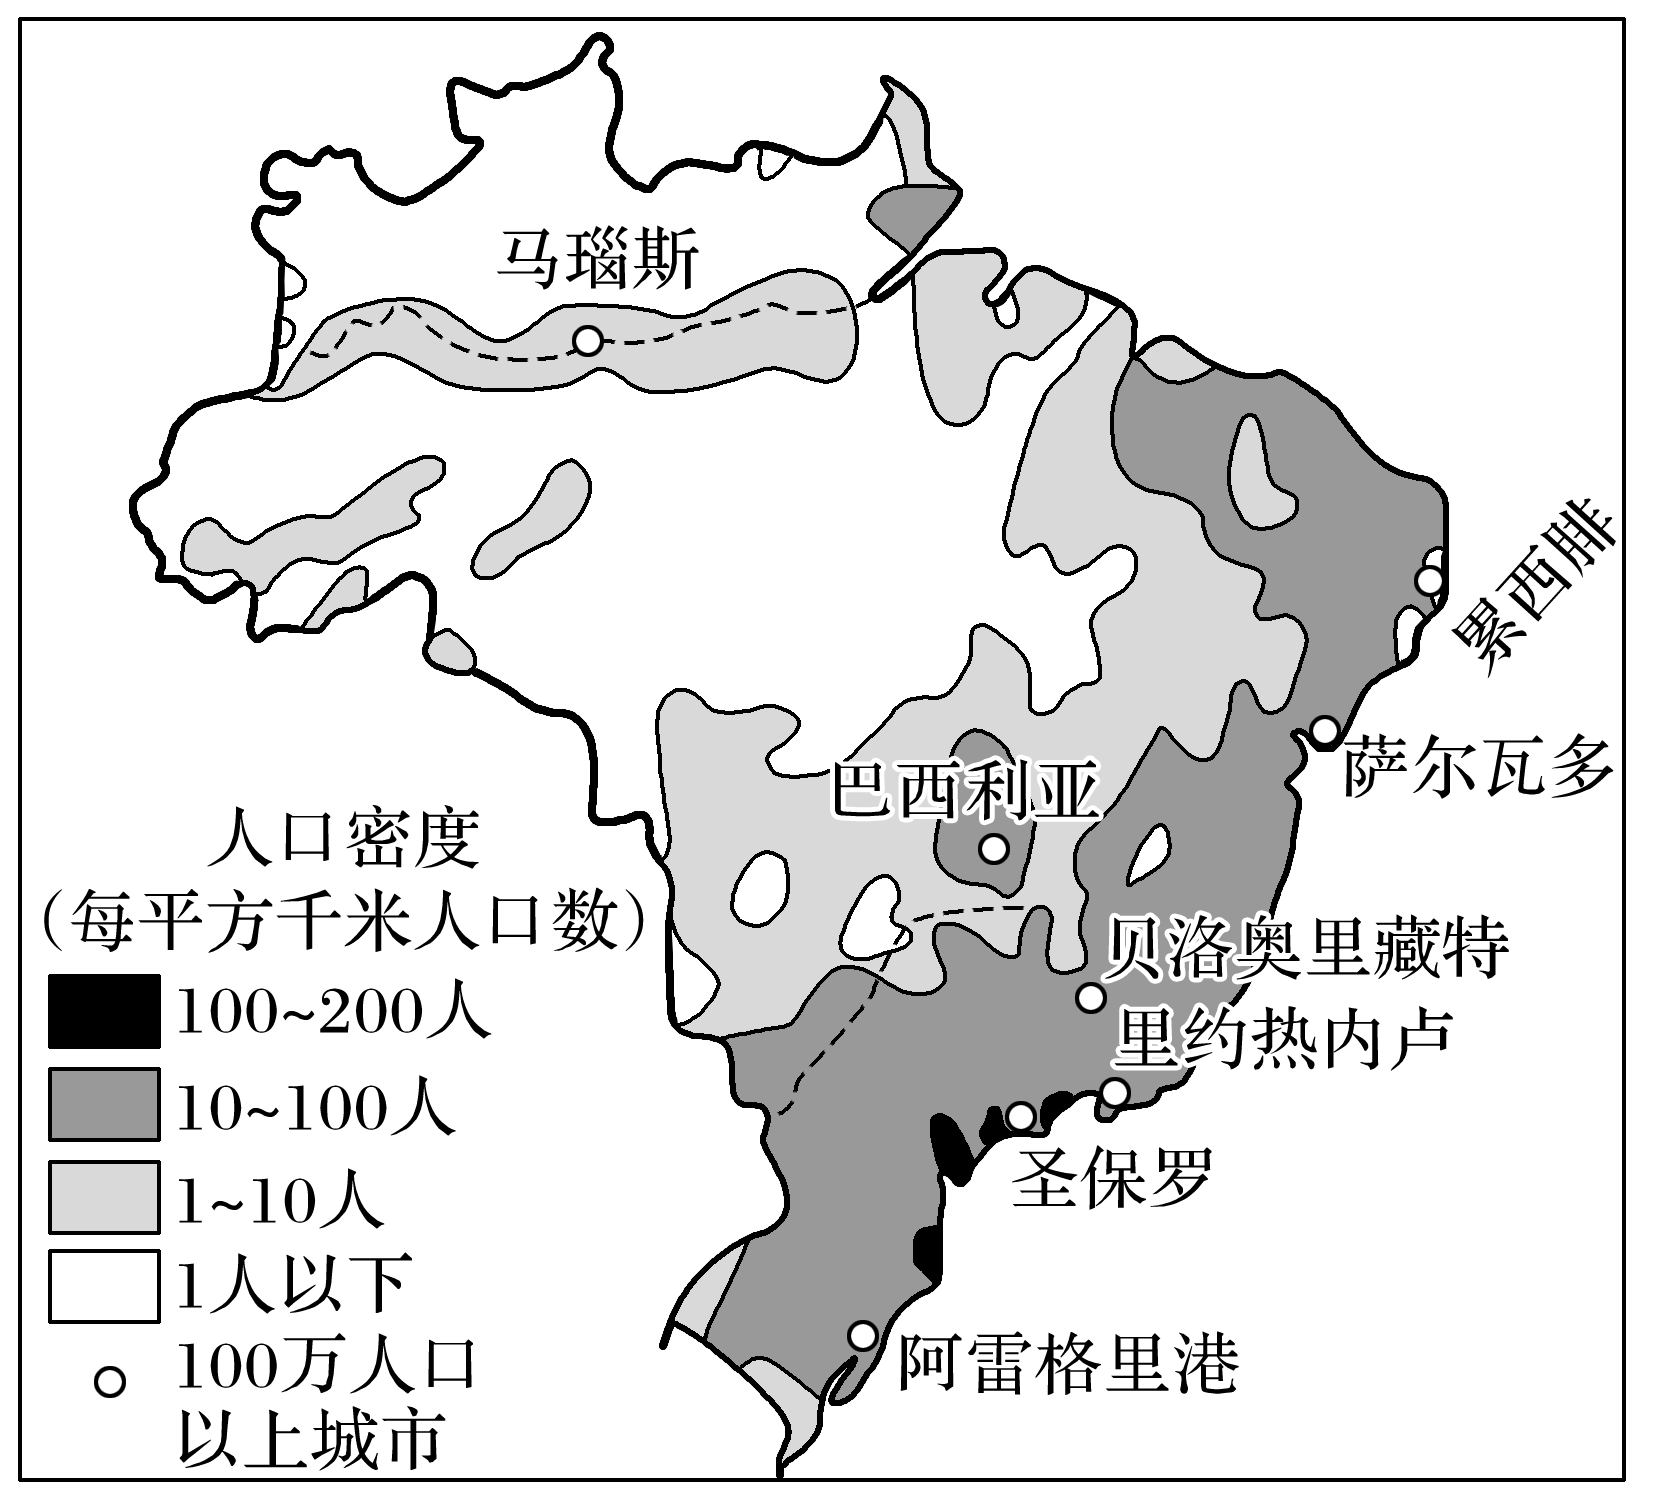 马瑙斯
累西腓
萨尔瓦多
巴西利亚
贝洛奥里藏特
里约热内卢
圣保罗
阿雷格里港
人口密度
（每平方千米人口数）
100~200人
10~100人
1~10人
1人以下
100万人口
以上城市